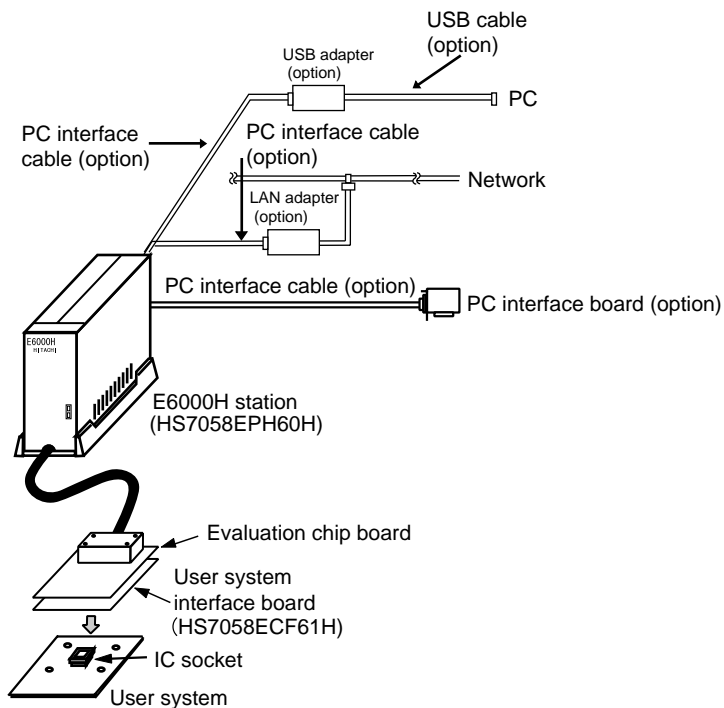 USB cable
(option)
USB adapter
(option)
PC
PC interface
cable (option)
PC interface cable
(option)
Network
LAN adapter
(option)
PC interface cable (option)
PC interface board (option)
E6000H
HITACHI
E6000H station
(HS7058EPH60H)
Evaluation chip board
User system
interface board
(HS7058ECF61H)
IC socket
User system